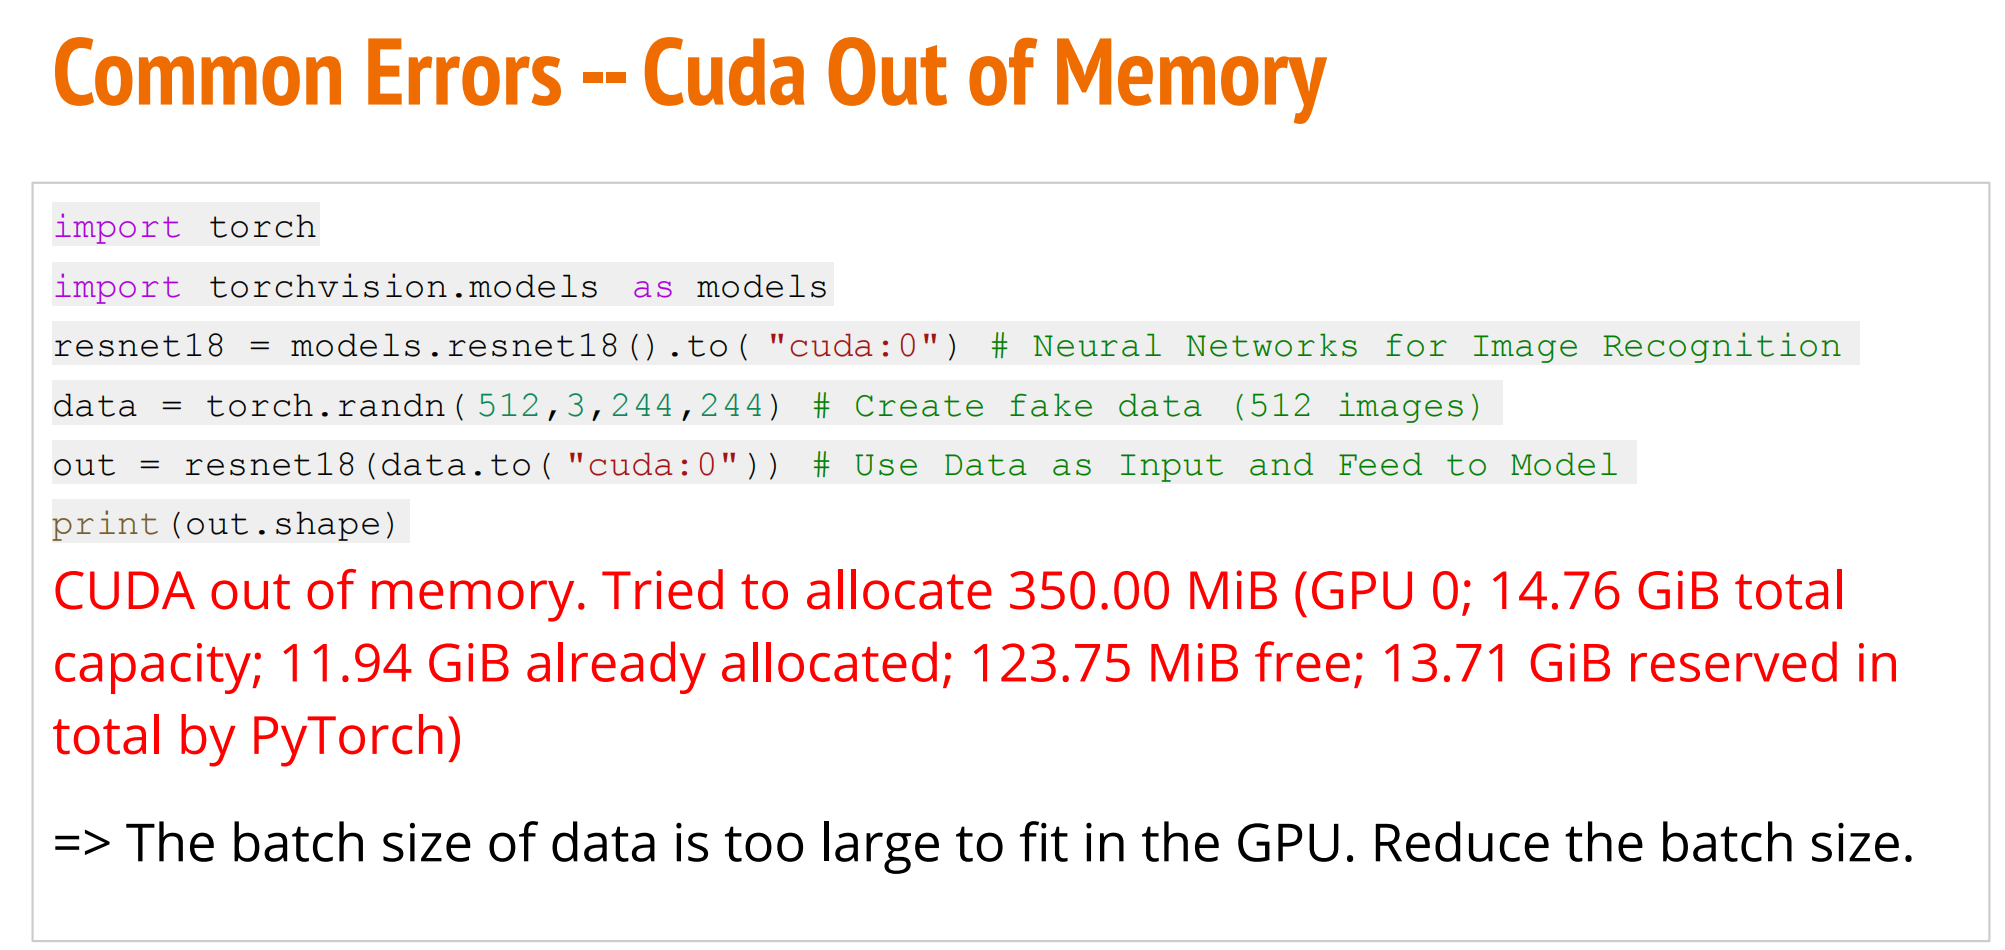 Common Errors -- Cuda Out of Memory
import torch
import torchvision.models as models
resnet18 = models.resnet18().to("cuda:0") # Neural Networks for Image Recognition
data = torch.randn(512,3,244,244) # Create fake data (512 images)
out = resnet18(data.to("cuda:0")) # Use Data as Input and Feed to Model
print(out.shape)
CUDA out of memory. Tried to allocate 350.00 MiB (GPU 0; 14.76 GiB total
capacity; 11.94 GiB already allocated; 123.75 MiB free; 13.71 GiB reserved in
total by PyTorch)
=> The batch size of data is too large to fit in the GPU. Reduce the batch size.